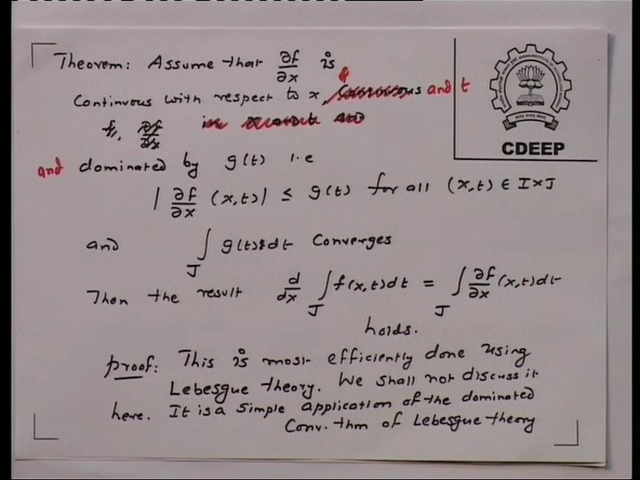 Theorem: Assume that ∂f/∂x is
continuous with respect to x, and t
f, ∂f/∂x
and dominated by g(t) i.e
|∂f/∂x (x,t)| ≤ g(t) for all (x,t) ∈ I×J
and ∫_J g(t)dt Converges
Then the result d/dx ∫_J f(x,t)dt = ∫_J ∂f/∂x (x,t)dt
holds.
proof: This is most efficiently done using
Lebesgue theory. We shall not discuss it
here. It is a simple application of the dominated
Conv. thm of Lebesgue theory
CDEEP